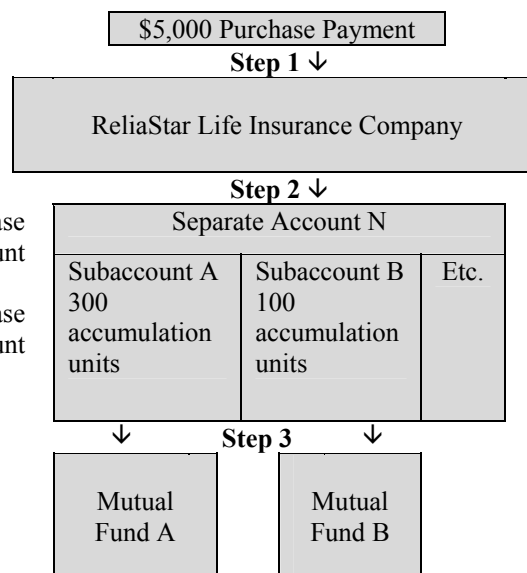 $5,000 Purchase Payment
Step 1 ↓
ReliaStar Life Insurance Company
Step 2 ↓
Separate Account N
Subaccount A
300
accumulation
units
Subaccount B
100
accumulation
units
Etc.
↓ Step 3 ↓
Mutual
Fund A
Mutual
Fund B